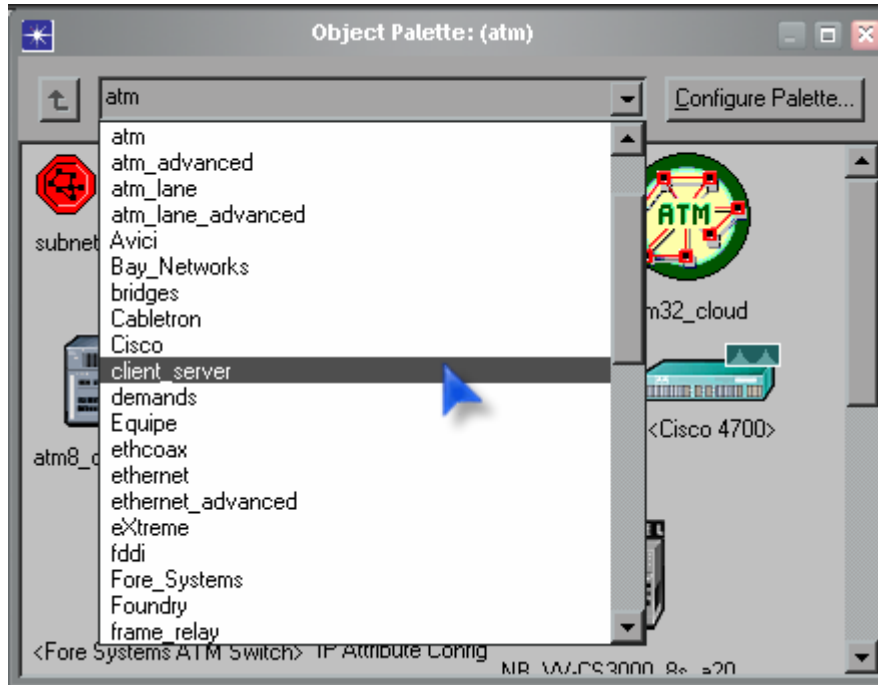 Object Palette: (atm)
atm
Configure Palette...
atm
atm_advanced
atm_lane
atm_lane_advanced
Avici
Bay_Networks
bridges
Cabletron
Cisco
client_server
demands
Equipe
ethcoax
ethernet
ethernet_advanced
eXtreme
fddi
Fore_Systems
Foundry
frame_relay
subnet
ATM
m32_cloud
atm8_c
<Cisco 4700>
<Fore Systems ATM Switch>
IP Attribute Config